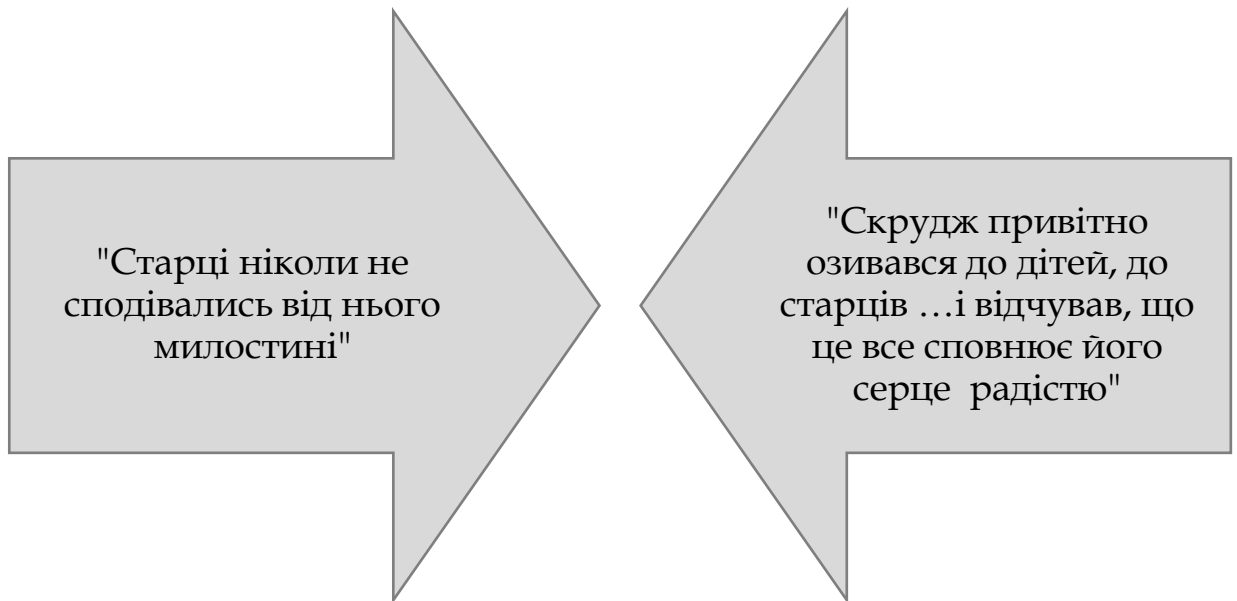 "Старці ніколи не
сподівались від нього
милостині"
"Скрудж привітно
озивався до дітей, до
старців …і відчував, що
це все сповнює його
серце  радістю"